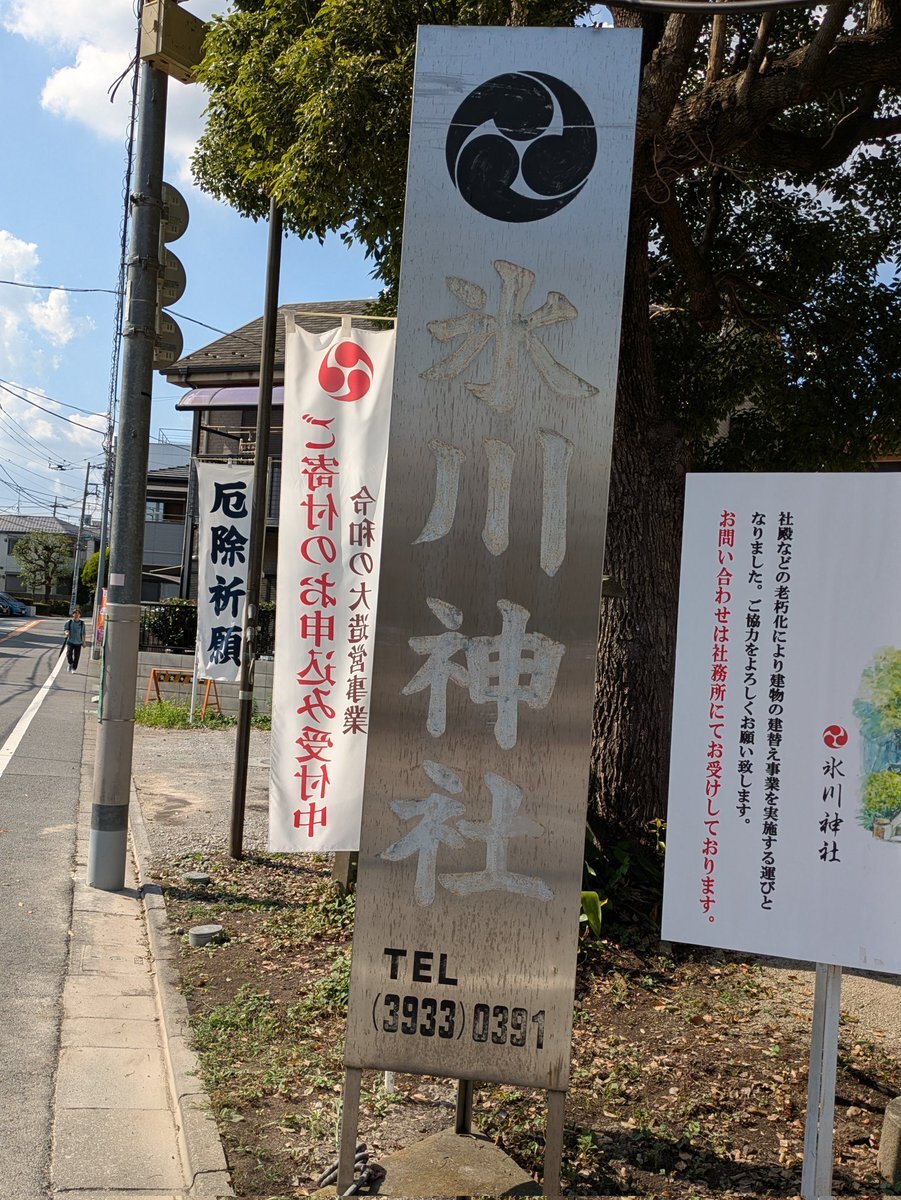 氷川神社
TEL
(3933)0391
厄除祈願
令和の大造営事業
ご寄付のお申込み受付中
社殿などの老朽化により建物の建替え事業を実施する運びと
なりました。ご協力をよろしくお願い致します。
お問い合わせは社務所にてお受けしております。
氷川神社